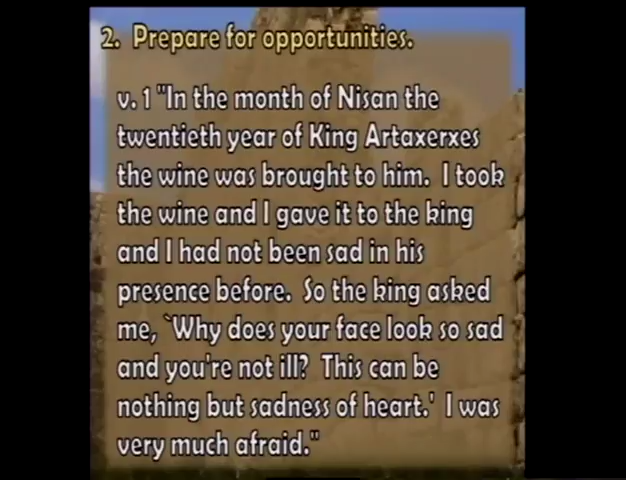 2. Prepare for opportunities.
v. 1 "In the month of Nisan the
twentieth year of King Artaxerxes
the wine was brought to him. I took
the wine and I gave it to the king
and I had not been sad in his
presence before. So the king asked
me, `Why does your face look so sad
and you're not ill? This can be
nothing but sadness of heart.' I was
very much afraid."